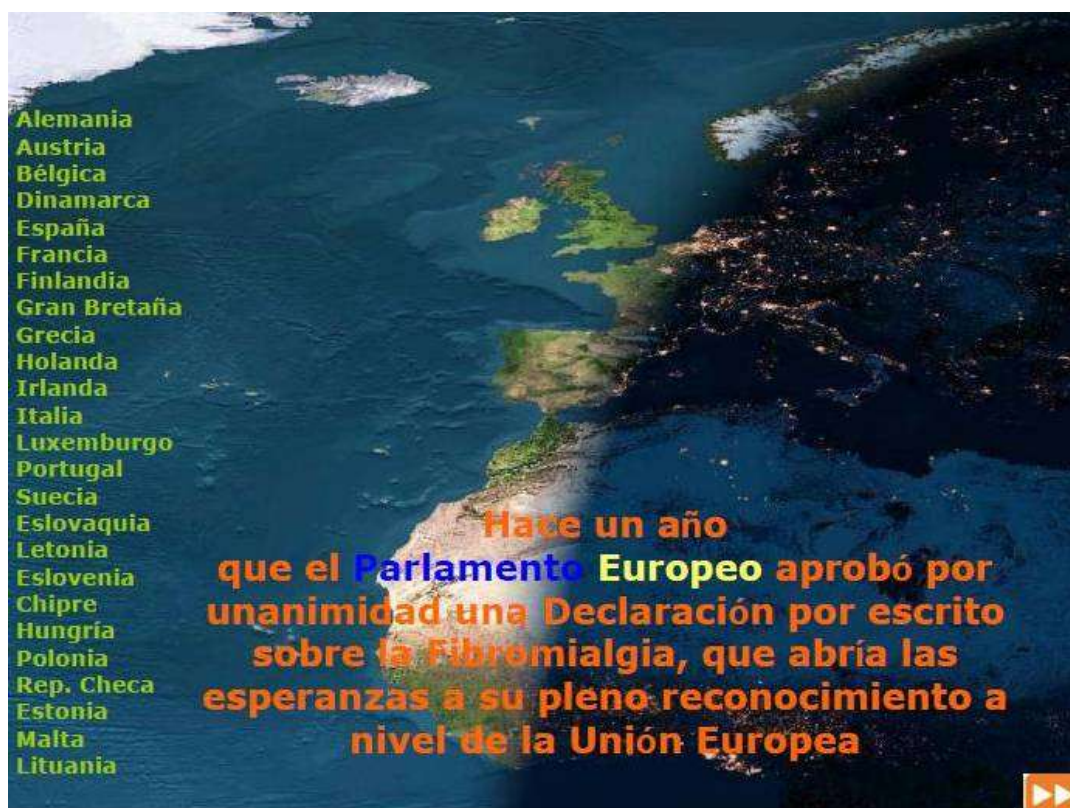 Alemania
Austria
Bélgica
Dinamarca
España
Francia
Finlandia
Gran Bretaña
Grecia
Holanda
Irlanda
Italia
Luxemburgo
Portugal
Suecia
Eslovaquia
Letonia
Eslovenia
Chipre
Hungría
Polonia
Rep. Checa
Estonia
Malta
Lituania
Hace un año
que el Parlamento Europeo aprobó por
unanimidad una Declaración por escrito
sobre la Fibromialgia, que abría las
esperanzas a su pleno reconocimiento a
nivel de la Unión Europea